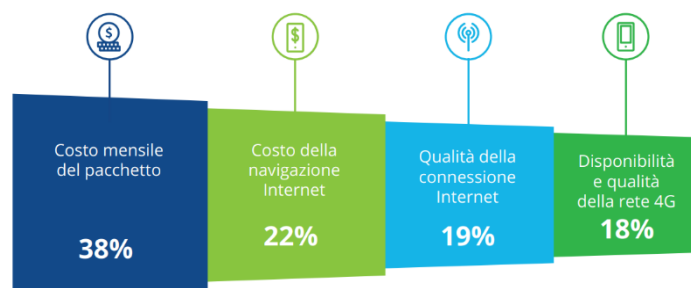 Costo mensile
del pacchetto
38%
Costo della
navigazione
Internet
22%
Qualità della
connessione
Internet
19%
Disponibilità
e qualità
della rete 4G
18%